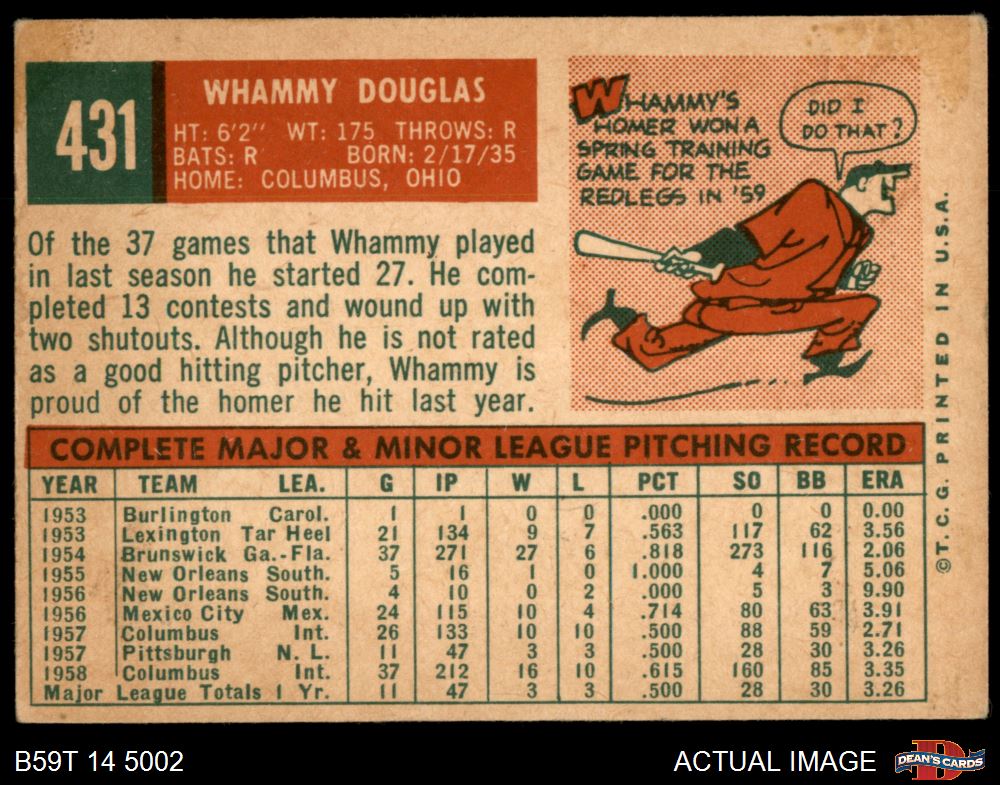 431
WHAMMY DOUGLAS
HT: 6'2" WT: 175 THROWS: R
BATS: R BORN: 2/17/35
HOME: COLUMBUS, OHIO
Of the 37 games that Whammy played
in last season he started 27. He com-
pleted 13 contests and wound up with
two shutouts. Although he is not rated
as a good hitting pitcher, Whammy is
proud of the homer he hit last year.
WHAMMY'S
HOMER WON A
SPRING TRAINING
GAME FOR THE
REDLEGS IN '59
DID I
DO THAT?
COMPLETE MAJOR & MINOR LEAGUE PITCHING RECORD
YEAR TEAM LEA. G IP W L PCT SO BB ERA
1953 Burlington Carol. 1 1 0 0 .000 0 0 0.00
1953 Lexington Tar Heel 21 134 9 7 .563 117 62 3.56
1954 Brunswick Ga.-Fla. 37 271 27 6 .818 273 116 2.06
1955 New Orleans South. 5 16 1 0 1.000 4 7 5.06
1956 New Orleans South. 4 10 0 2 .000 5 3 9.90
1956 Mexico City Mex. 24 115 10 4 .714 80 63 3.91
1957 Columbus Int. 26 133 10 10 .500 88 59 2.71
1957 Pittsburgh N. L. 11 47 3 3 .500 28 30 3.26
1958 Columbus Int. 37 212 16 10 .615 160 85 3.35
Major League Totals 1 Yr. 11 47 3 3 .500 28 30 3.26
©T. C. G. PRINTED IN U.S.A.
B59T 14 5002
ACTUAL IMAGE
DEAN'S CARDS